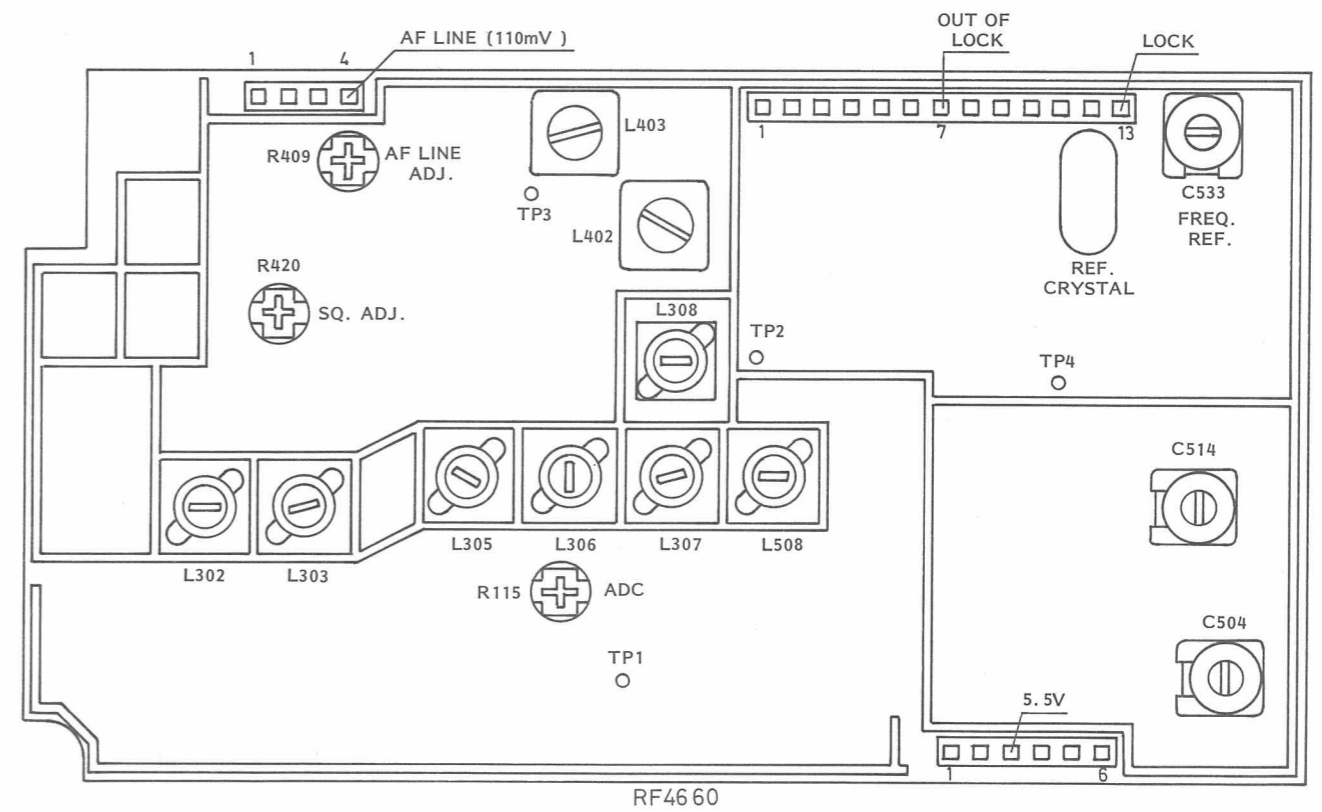 OUT OF
LOCK
LOCK
AF LINE (110mV )
1
4
1
7
13
R409
AF LINE
ADJ.
L403
TP3
L402
C533
FREQ.
REF.
REF.
CRYSTAL
R420
SQ. ADJ.
L308
TP2
TP4
C514
L302
L303
L305
L306
L307
L508
R115
ADC
TP1
C504
5.5V
1
6
RF4660